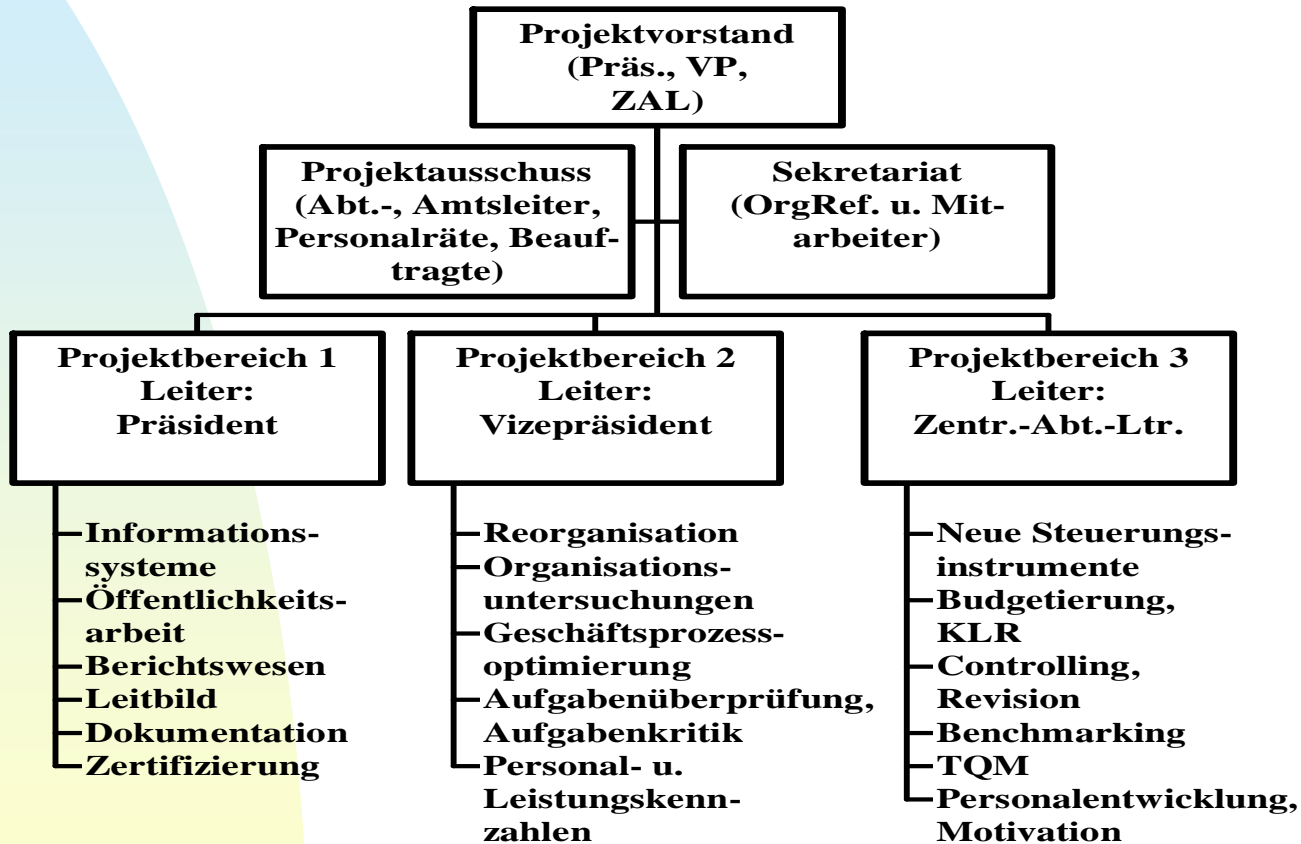 Projektvorstand
(Präs., VP,
ZAL)
Projektausschuss
(Abt.-, Amtsleiter,
Personalräte, Beauf-
tragte)
Sekretariat
(OrgRef. u. Mit-
arbeiter)
Projektbereich 1
Leiter:
Präsident
Informations-
systeme
Öffentlichkeits-
arbeit
Berichtswesen
Leitbild
Dokumentation
Zertifizierung
Projektbereich 2
Leiter:
Vizepräsident
Reorganisation
Organisations-
untersuchungen
Geschäftsprozess-
optimierung
Aufgabenüberprüfung,
Aufgabenkritik
Personal- u.
Leistungskenn-
zahlen
Projektbereich 3
Leiter:
Zentr.-Abt.-Ltr.
Neue Steuerungs-
instrumente
Budgetierung,
KLR
Controlling,
Revision
Benchmarking
TQM
Personalentwicklung,
Motivation